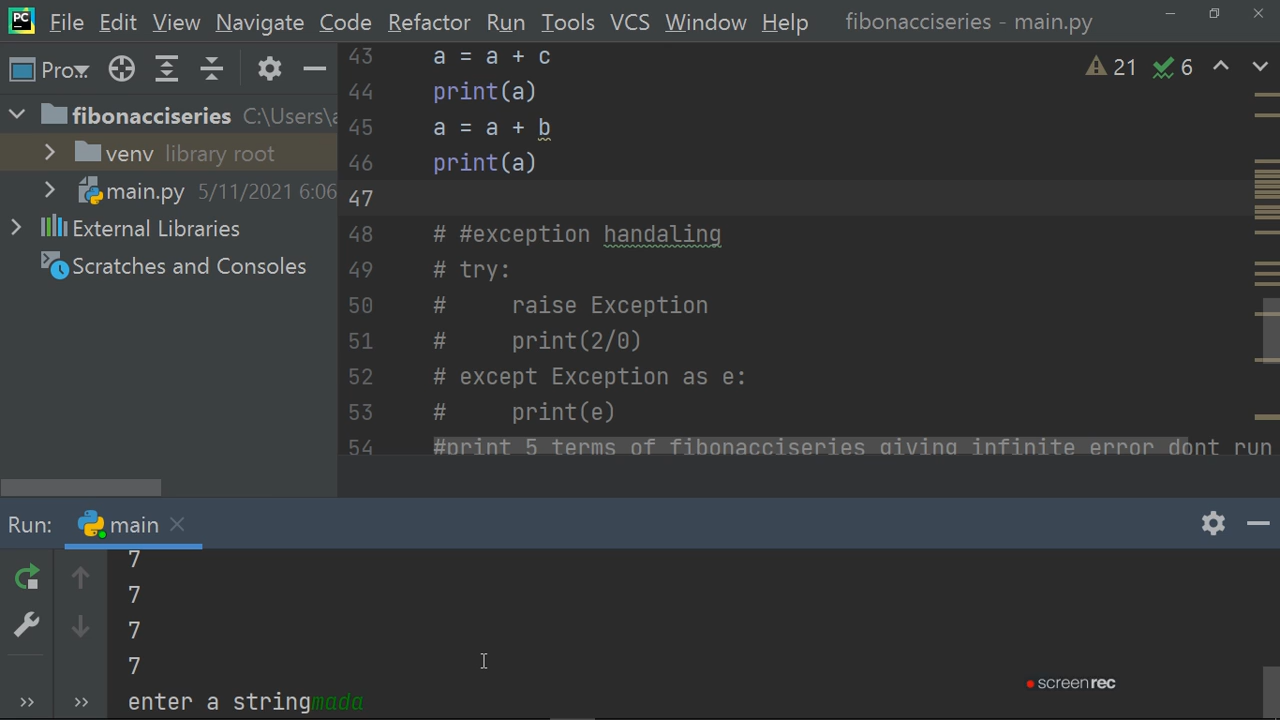 PC File Edit View Navigate Code Refactor Run Tools VCS Window Help fibonacciseries - main.py
Pro...
fibonacciseries C:\Users\a
venv library root
main.py 5/11/2021 6:06
External Libraries
Scratches and Consoles
21 6
43 a = a + c
44 print(a)
45 a = a + b
46 print(a)
47
48 # #exception handaling
49 # try:
50 # raise Exception
51 # print(2/0)
52 # except Exception as e:
53 # print(e)
54 #print 5 terms of fibonacciseries giving infinite error dont run
Run: main
7
7
7
7
enter a stringmada
screenrec